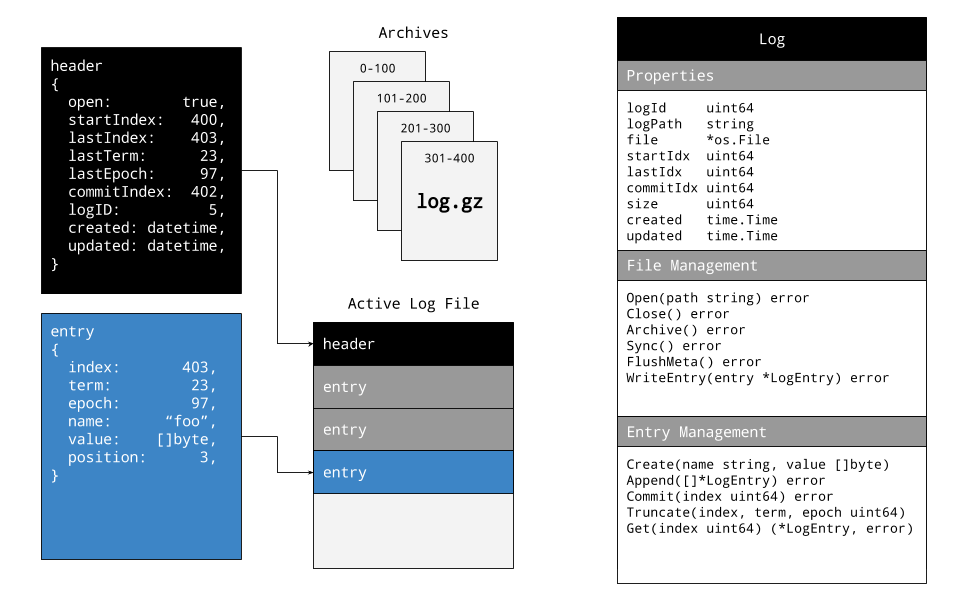 header
{
open: true,
startIndex: 400,
lastIndex: 403,
lastTerm: 23,
lastEpoch: 97,
commitIndex: 402,
logID: 5,
created: datetime,
updated: datetime,
}
entry
{
index: 403,
term: 23,
epoch: 97,
name: “foo”,
value: []byte,
position: 3,
}
Archives
0-100
101-200
201-300
301-400
log.gz
Active Log File
header
entry
entry
entry
Log
Properties
logId uint64
logPath string
file *os.File
startIdx uint64
lastIdx uint64
commitIdx uint64
size uint64
created time.Time
updated time.Time
File Management
Open(path string) error
Close() error
Archive() error
Sync() error
FlushMeta() error
WriteEntry(entry *LogEntry) error
Entry Management
Create(name string, value []byte)
Append([]*LogEntry) error
Commit(index uint64) error
Truncate(index, term, epoch uint64)
Get(index uint64) (*LogEntry, error)